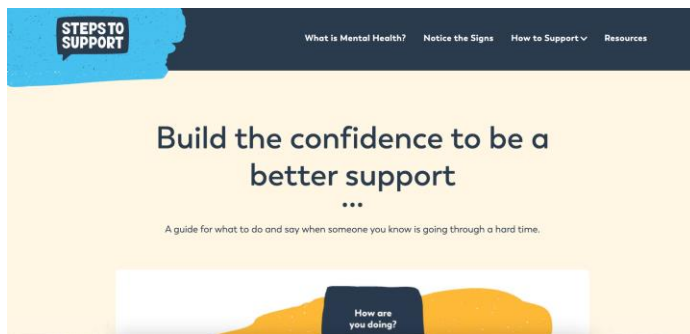 STEPS TO
SUPPORT
What is Mental Health? Notice the Signs How to Support Resources
Build the confidence to be a
better support
...
A guide for what to do and say when someone you know is going through a hard time.
How are
you doing?